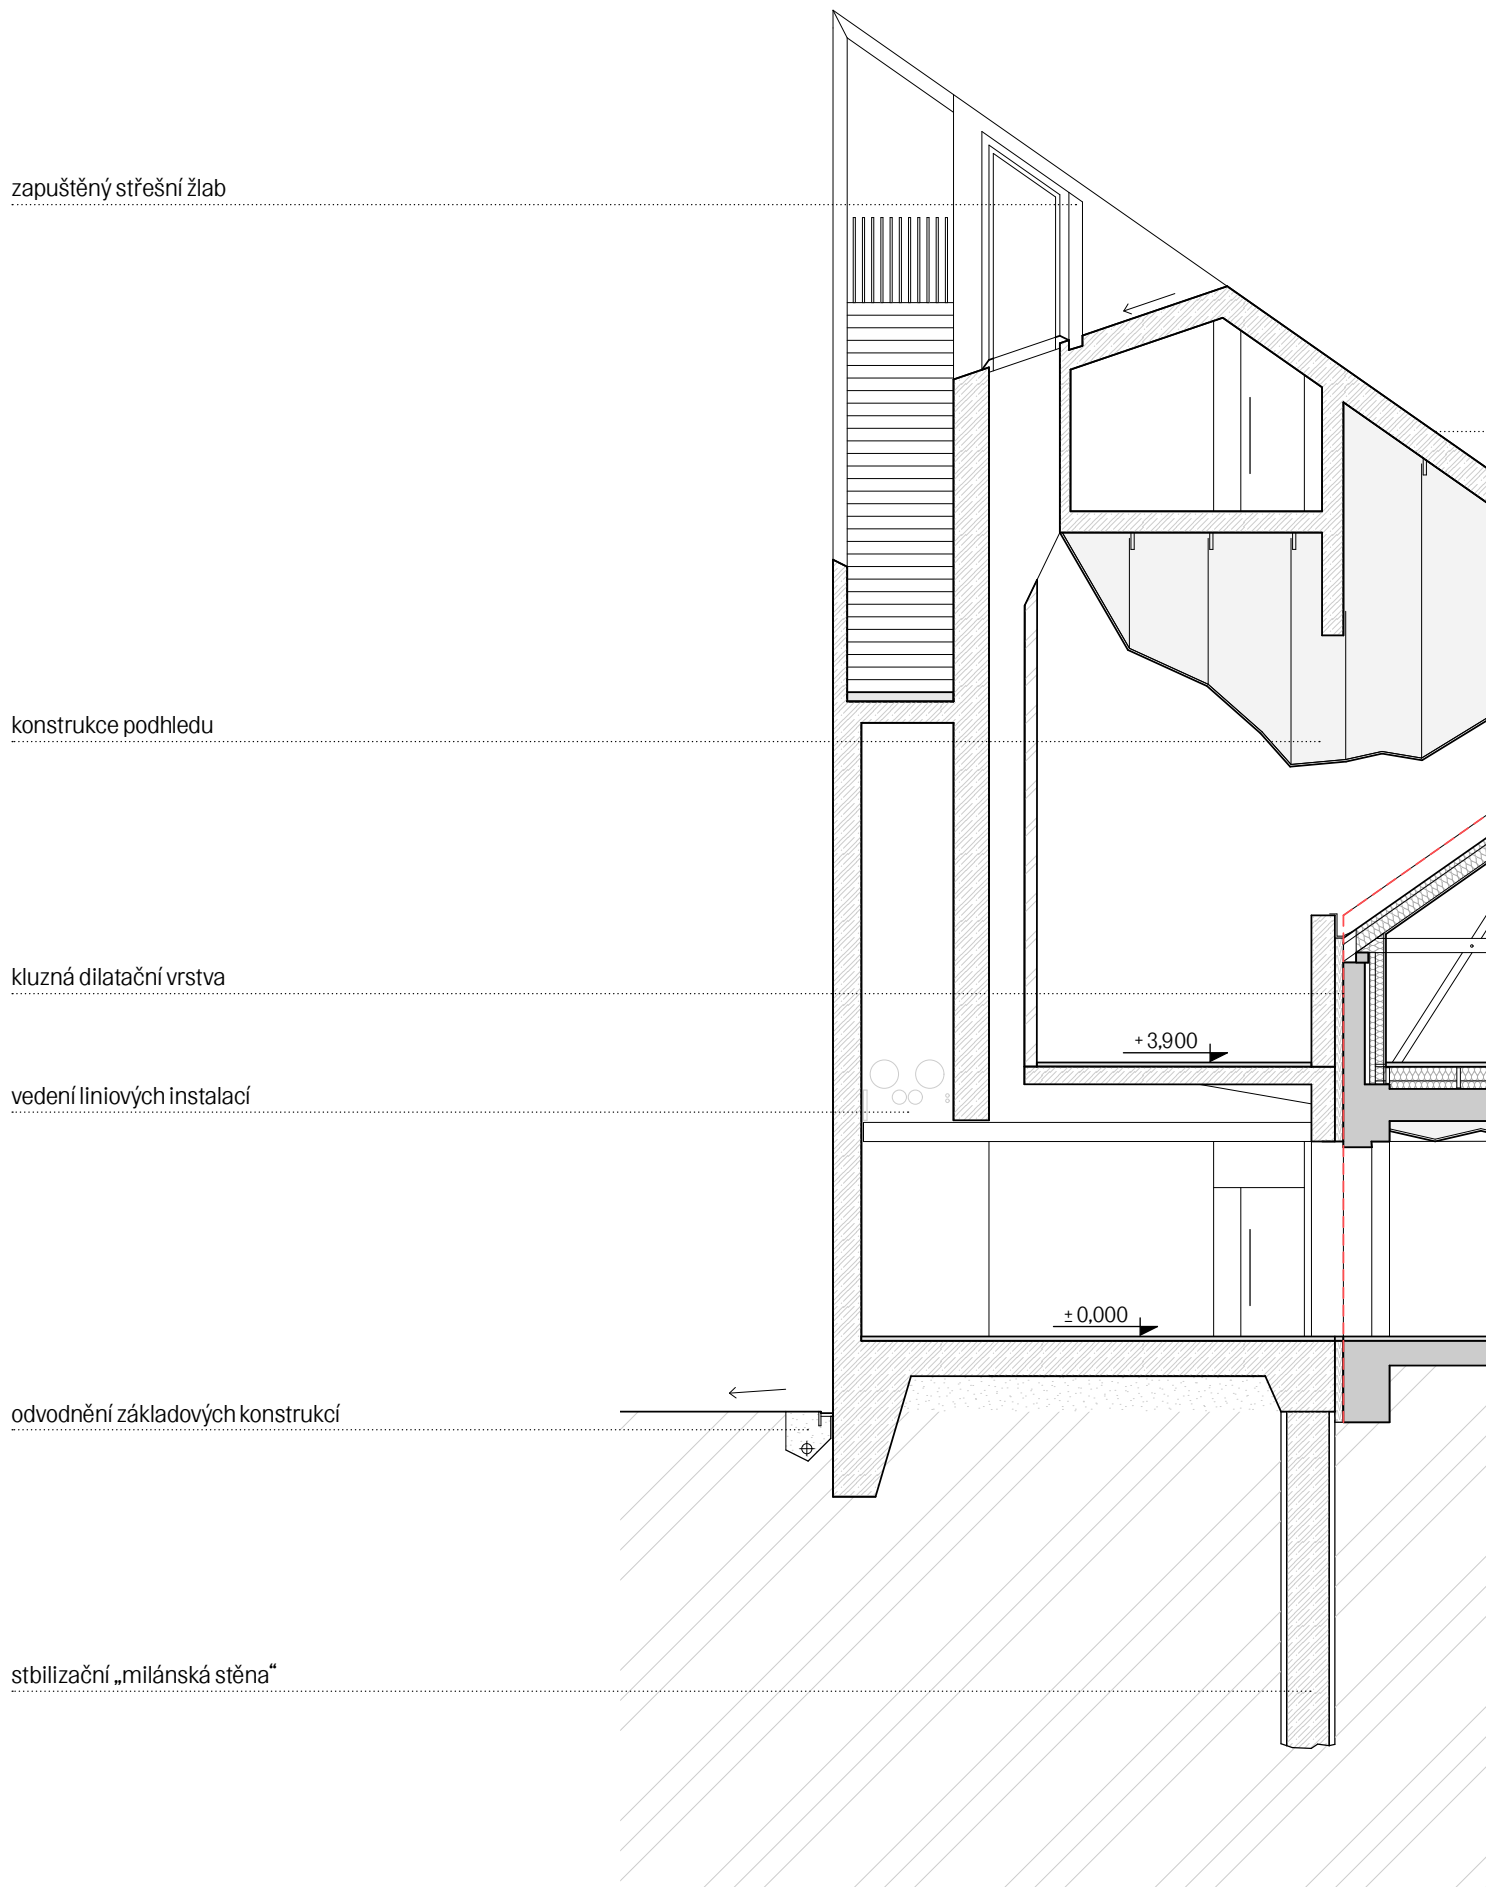 zapuštěný střešní žlab
konstrukce podhledu
kluzná dilatační vrstva
+3,900
vedení liniových instalací
±0,000
odvodnění základových konstrukcí
stbilizační „milánská stěna“